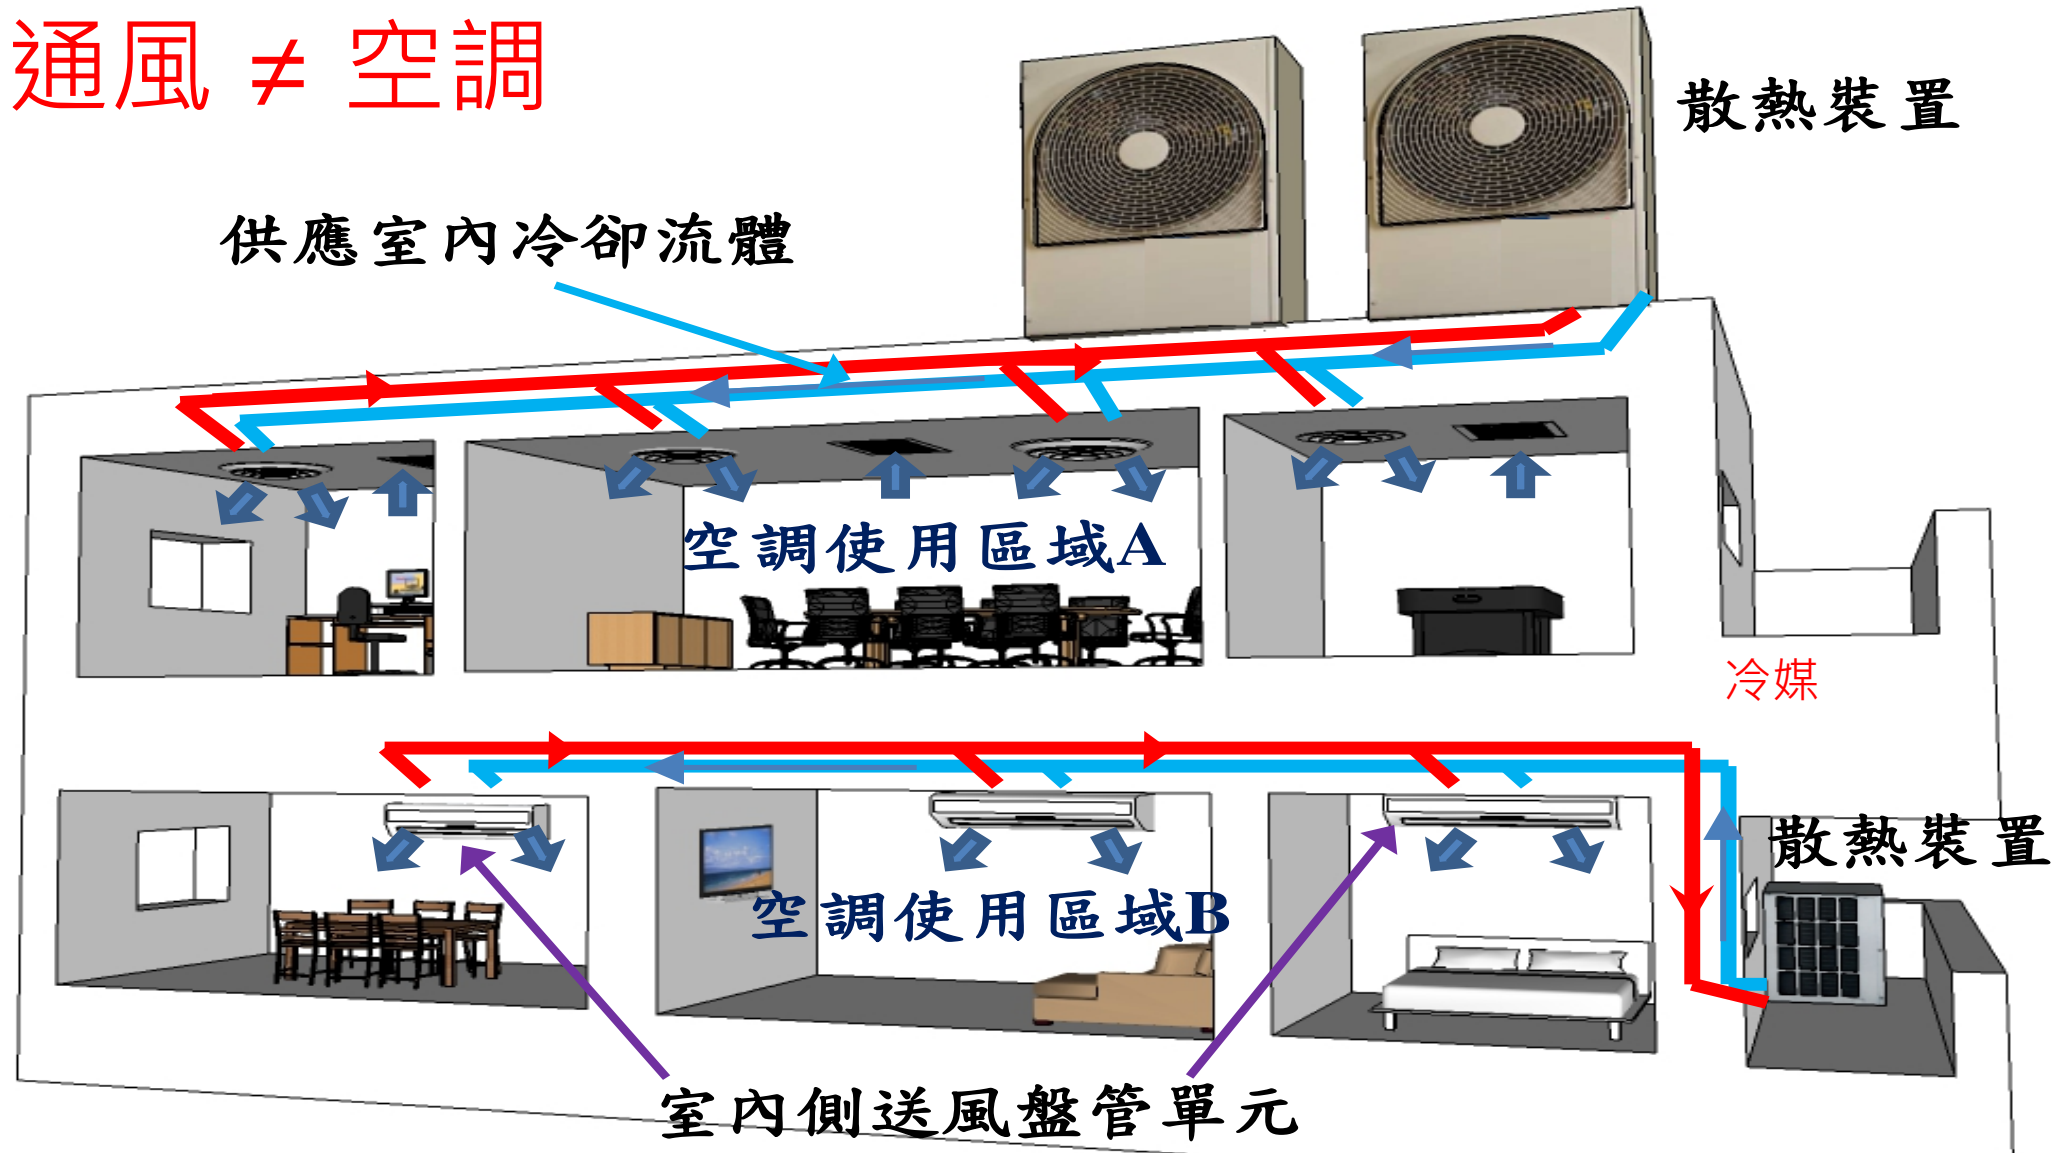 通風 ≠ 空調
散熱裝置
供應室內冷卻流體
空調使用區域A
冷媒
散熱裝置
空調使用區域B
室內側送風盤管單元